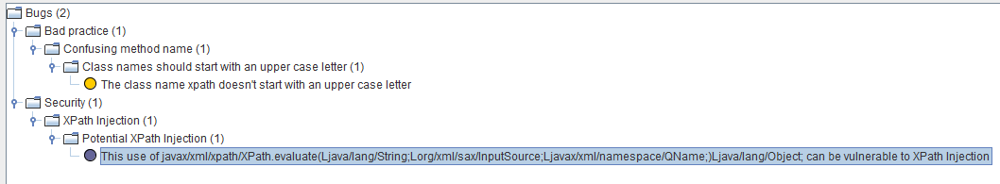 Bugs (2)
Bad practice (1)
Confusing method name (1)
Class names should start with an upper case letter (1)
The class name xpath doesn't start with an upper case letter
Security (1)
XPath Injection (1)
Potential XPath Injection (1)
This use of javax/xml/xpath/XPath.evaluate(Ljava/lang/String;Lorg/xml/sax/InputSource;Ljavax/xml/namespace/QName;)Ljava/lang/Object; can be vulnerable to XPath Injection